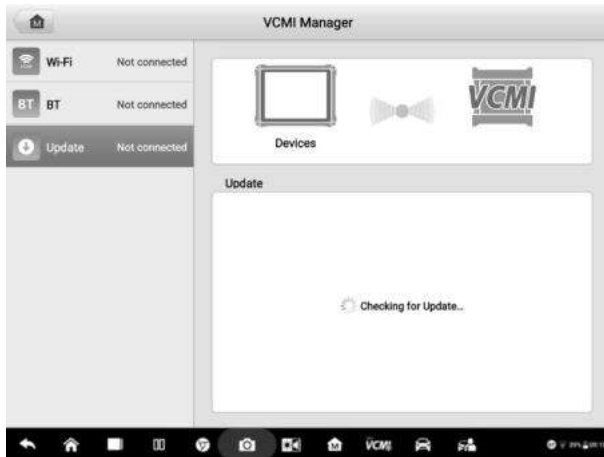 VCMI Manager
Wi-Fi Not connected
BT BT Not connected
Update Not connected
VCMI
Devices
Update
Checking for Update...
M
VCMI
M